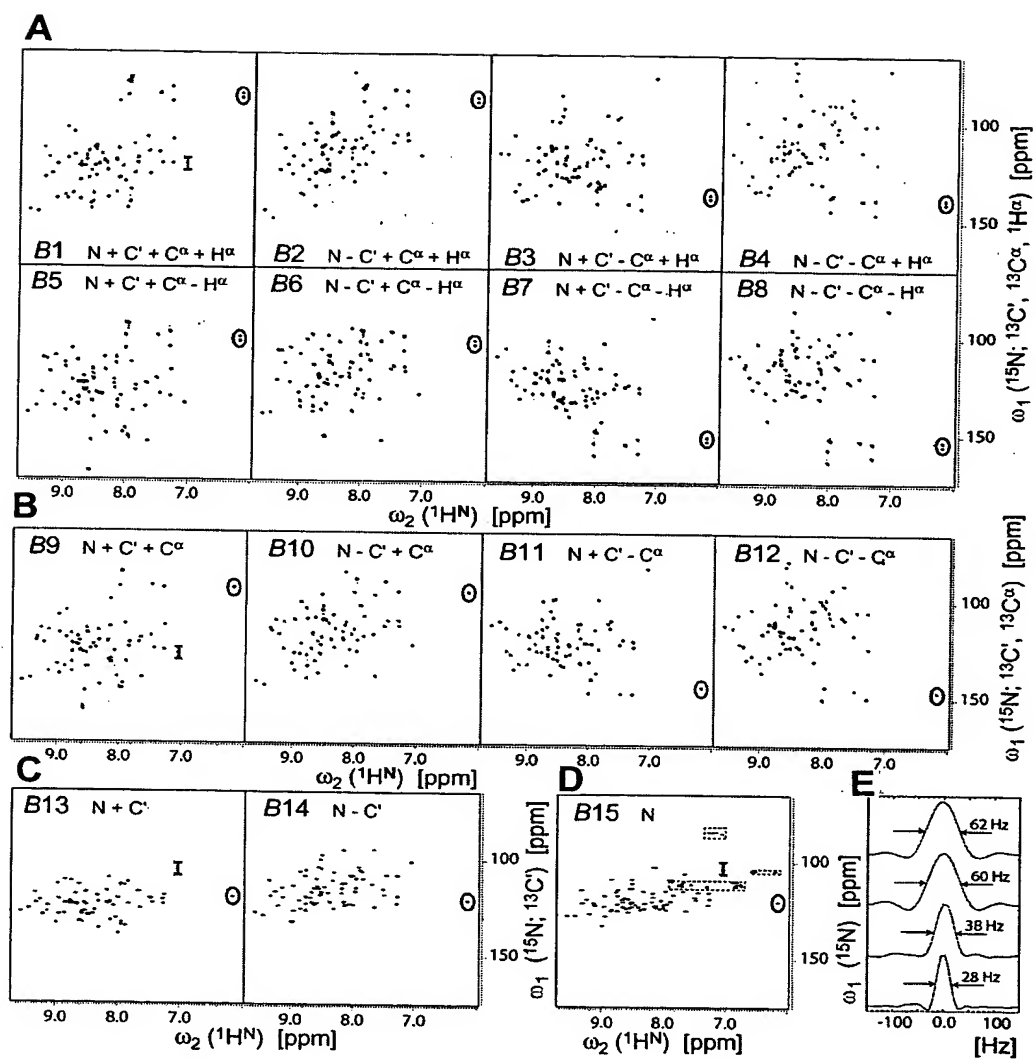 A
B1 N + C' + Cα + Hα
B2 N - C' + Cα + Hα
B3 N + C' - Cα + Hα
B4 N - C' - Cα + Hα
B5 N + C' + Cα - Hα
B6 N - C' + Cα - Hα
B7 N + C' - Cα - Hα
B8 N - C' - Cα - Hα
100
150
100
150
ω1 (15N; 13C', 13Cα, 1Hα) [ppm]
9.0 8.0 7.0 9.0 8.0 7.0 9.0 8.0 7.0 9.0 8.0 7.0
ω2 (1HN) [ppm]
B
B9 N + C' + Cα
B10 N - C' + Cα
B11 N + C' - Cα
B12 N - C' - Cα
100
150
ω1 (15N; 13C', 13Cα) [ppm]
9.0 8.0 7.0 9.0 8.0 7.0 9.0 8.0 7.0 9.0 8.0 7.0
ω2 (1HN) [ppm]
C
B13 N + C'
B14 N - C'
100
150
ω1 (15N; 13C') [ppm]
9.0 8.0 7.0 9.0 8.0 7.0
ω2 (1HN) [ppm]
D
B15 N
100
150
ω1 (15N) [ppm]
9.0 8.0 7.0
ω2 (1HN) [ppm]
E
62 Hz
60 Hz
38 Hz
28 Hz
-100 0.0 100
[Hz]